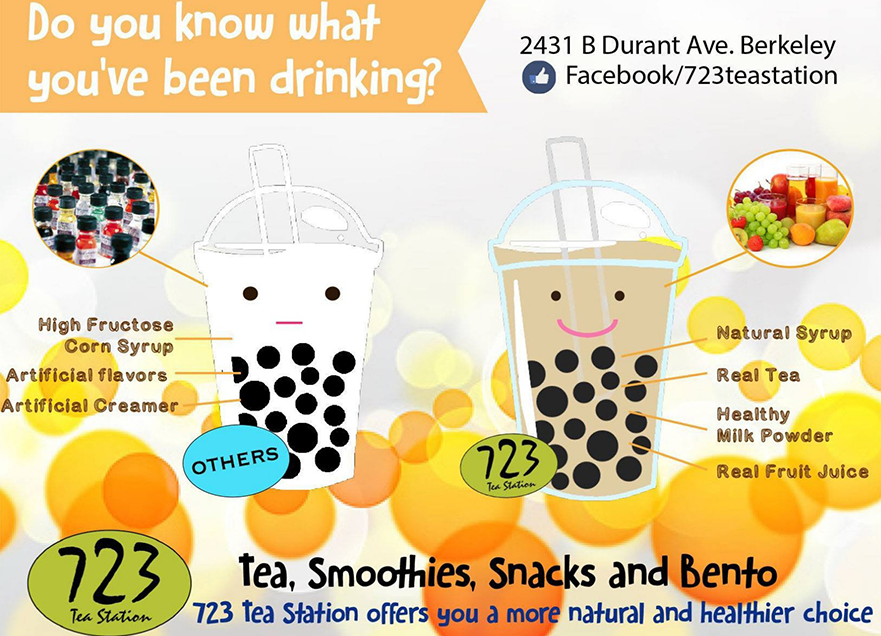 Do you know what
you've been drinking?
2431 B Durant Ave. Berkeley
Facebook/723teastation
High Fructose
Corn Syrup
Artificial flavors
Artificial Creamer
OTHERS
Natural Syrup
Real Tea
Healthy
Milk Powder
Real Fruit Juice
723
Tea Station
723
Tea Station
Tea, Smoothies, Snacks and Bento
723 Tea Station offers you a more natural and healthier choice